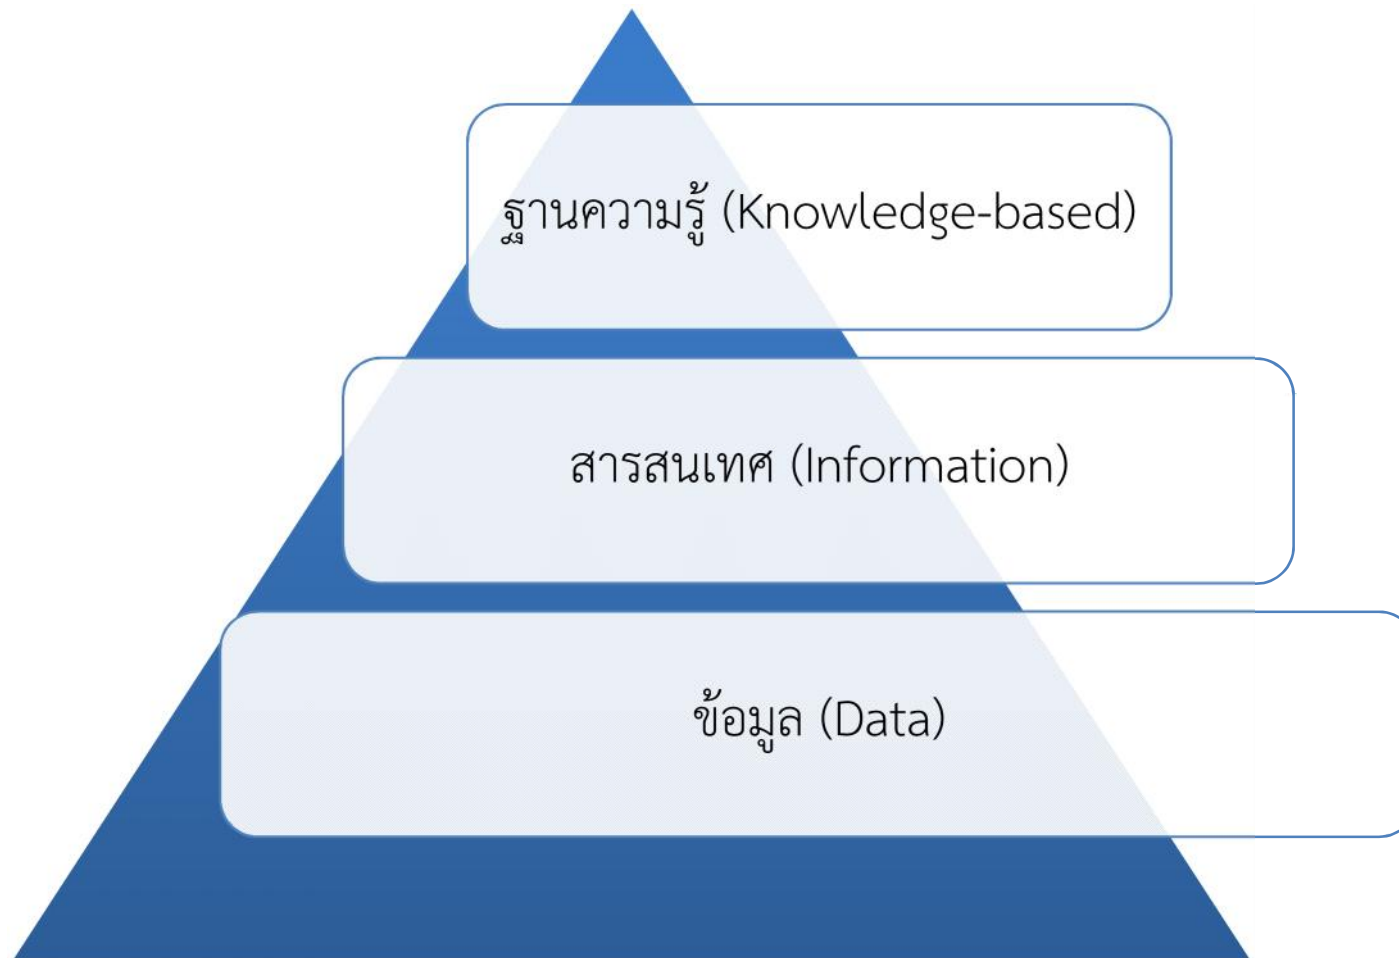 ฐานความรู้ (Knowledge-based)
สารสนเทศ (Information)
ข้อมูล (Data)